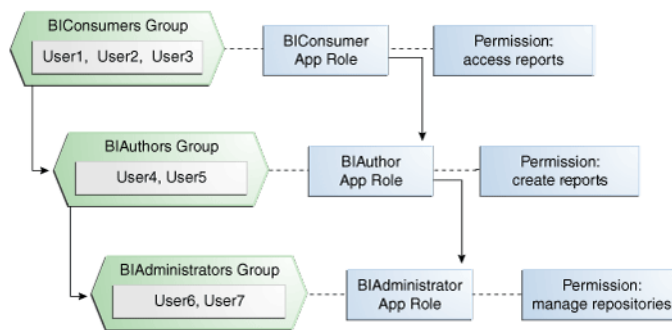 BIConsumers Group
User1, User2, User3
BIConsumer
App Role
Permission:
access reports
BIAuthors Group
User4, User5
BIAuthor
App Role
Permission:
create reports
BIAdministrators Group
User6, User7
BIAdministrator
App Role
Permission:
manage repositories